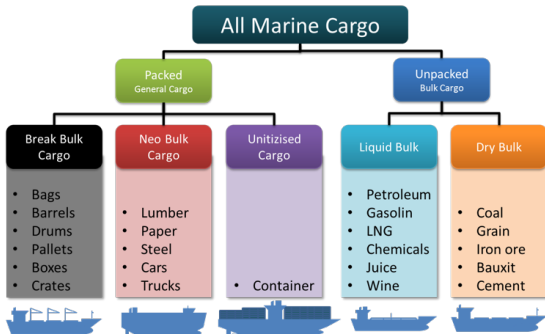 All Marine Cargo
Packed
General Cargo
Unpacked
Bulk Cargo
Break Bulk
Cargo
Neo Bulk
Cargo
Unitizised
Cargo
Liquid Bulk
Dry Bulk
• Bags
• Barrels
• Drums
• Pallets
• Boxes
• Crates
• Lumber
• Paper
• Steel
• Cars
• Trucks
• Container
• Petroleum
• Gasolin
• LNG
• Chemicals
• Juice
• Wine
• Coal
• Grain
• Iron ore
• Bauxit
• Cement